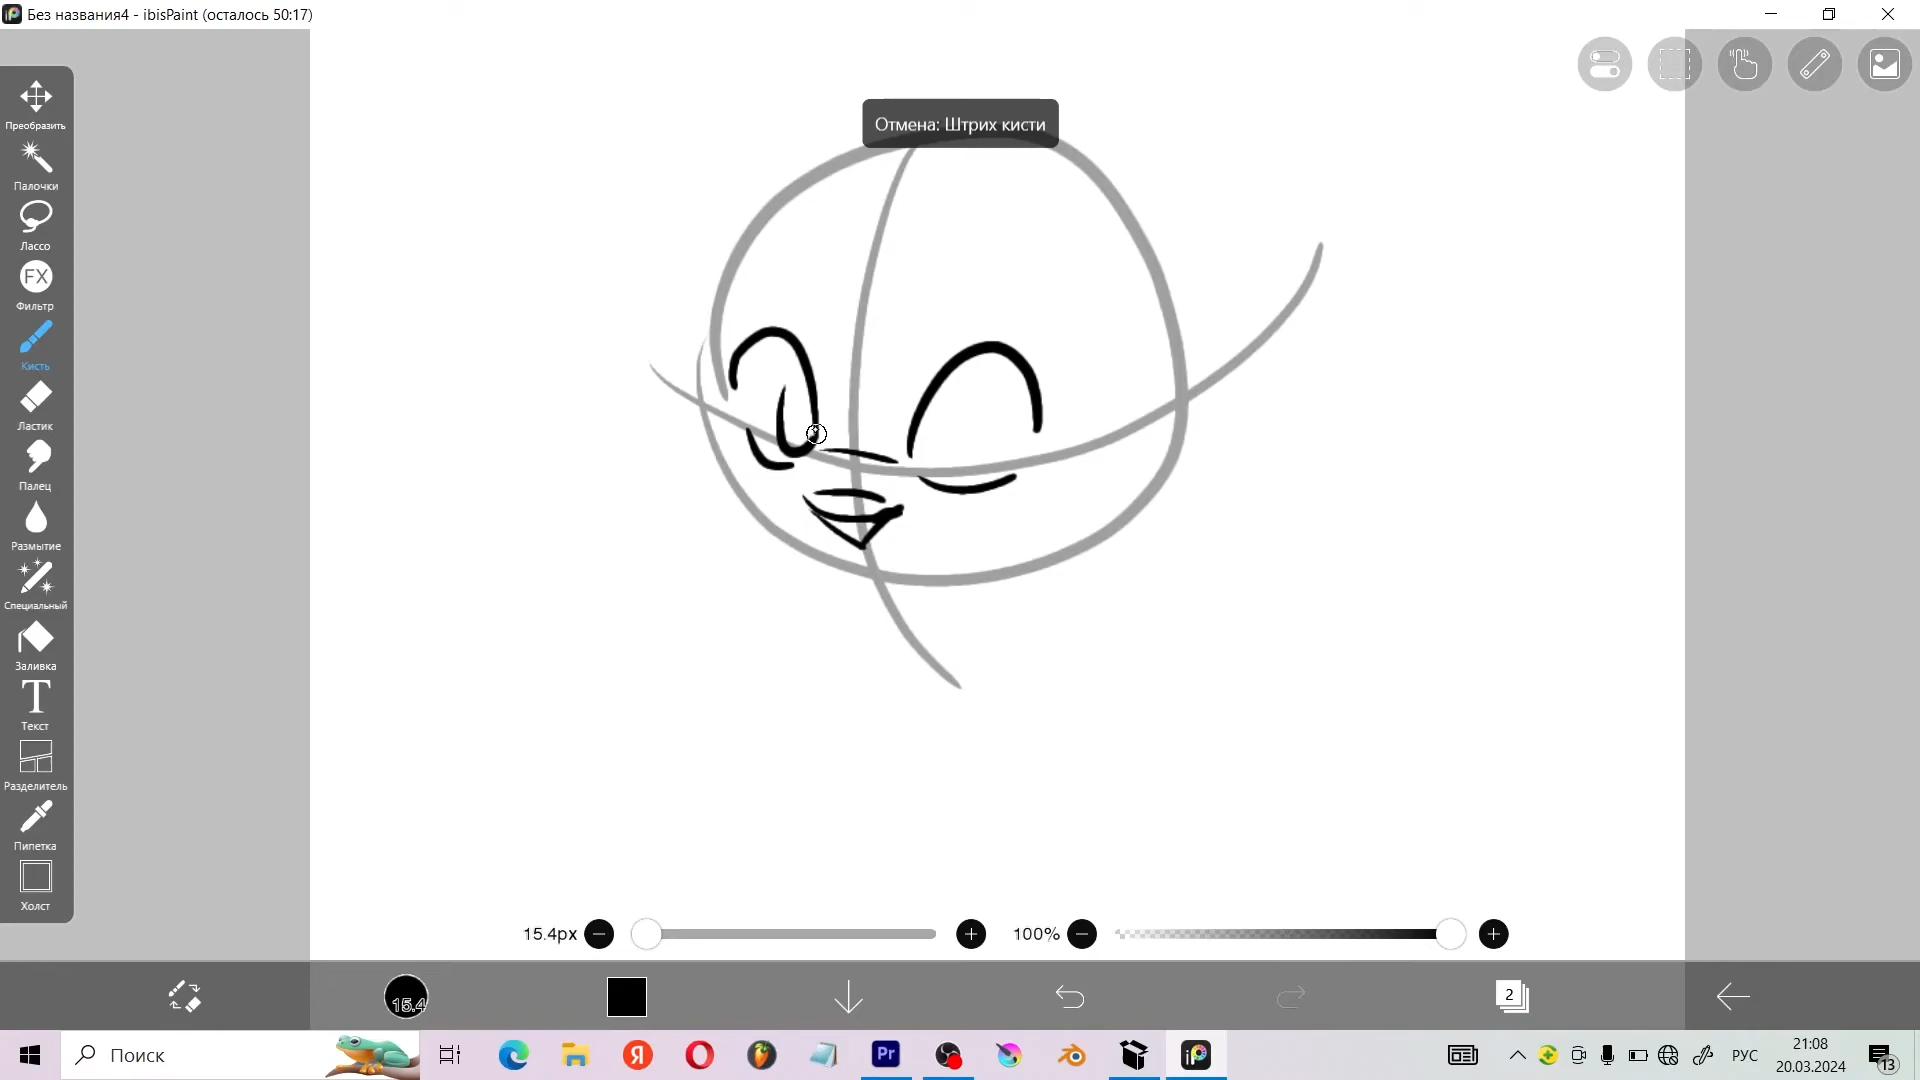 Без названия4 - ibisPaint (осталось 50:17)
Отмена: Штрих кисти
Преобразить
Палочки
Лассо
FX
Фильтр
Кисть
Ластик
Палец
Размытие
Специальный
Заливка
T
Текст
Разделитель
Пипетка
Холст
15.4px
100%
15.4
2
Поиск
Я
Pr
iP
РУС
21:08
20.03.2024
13